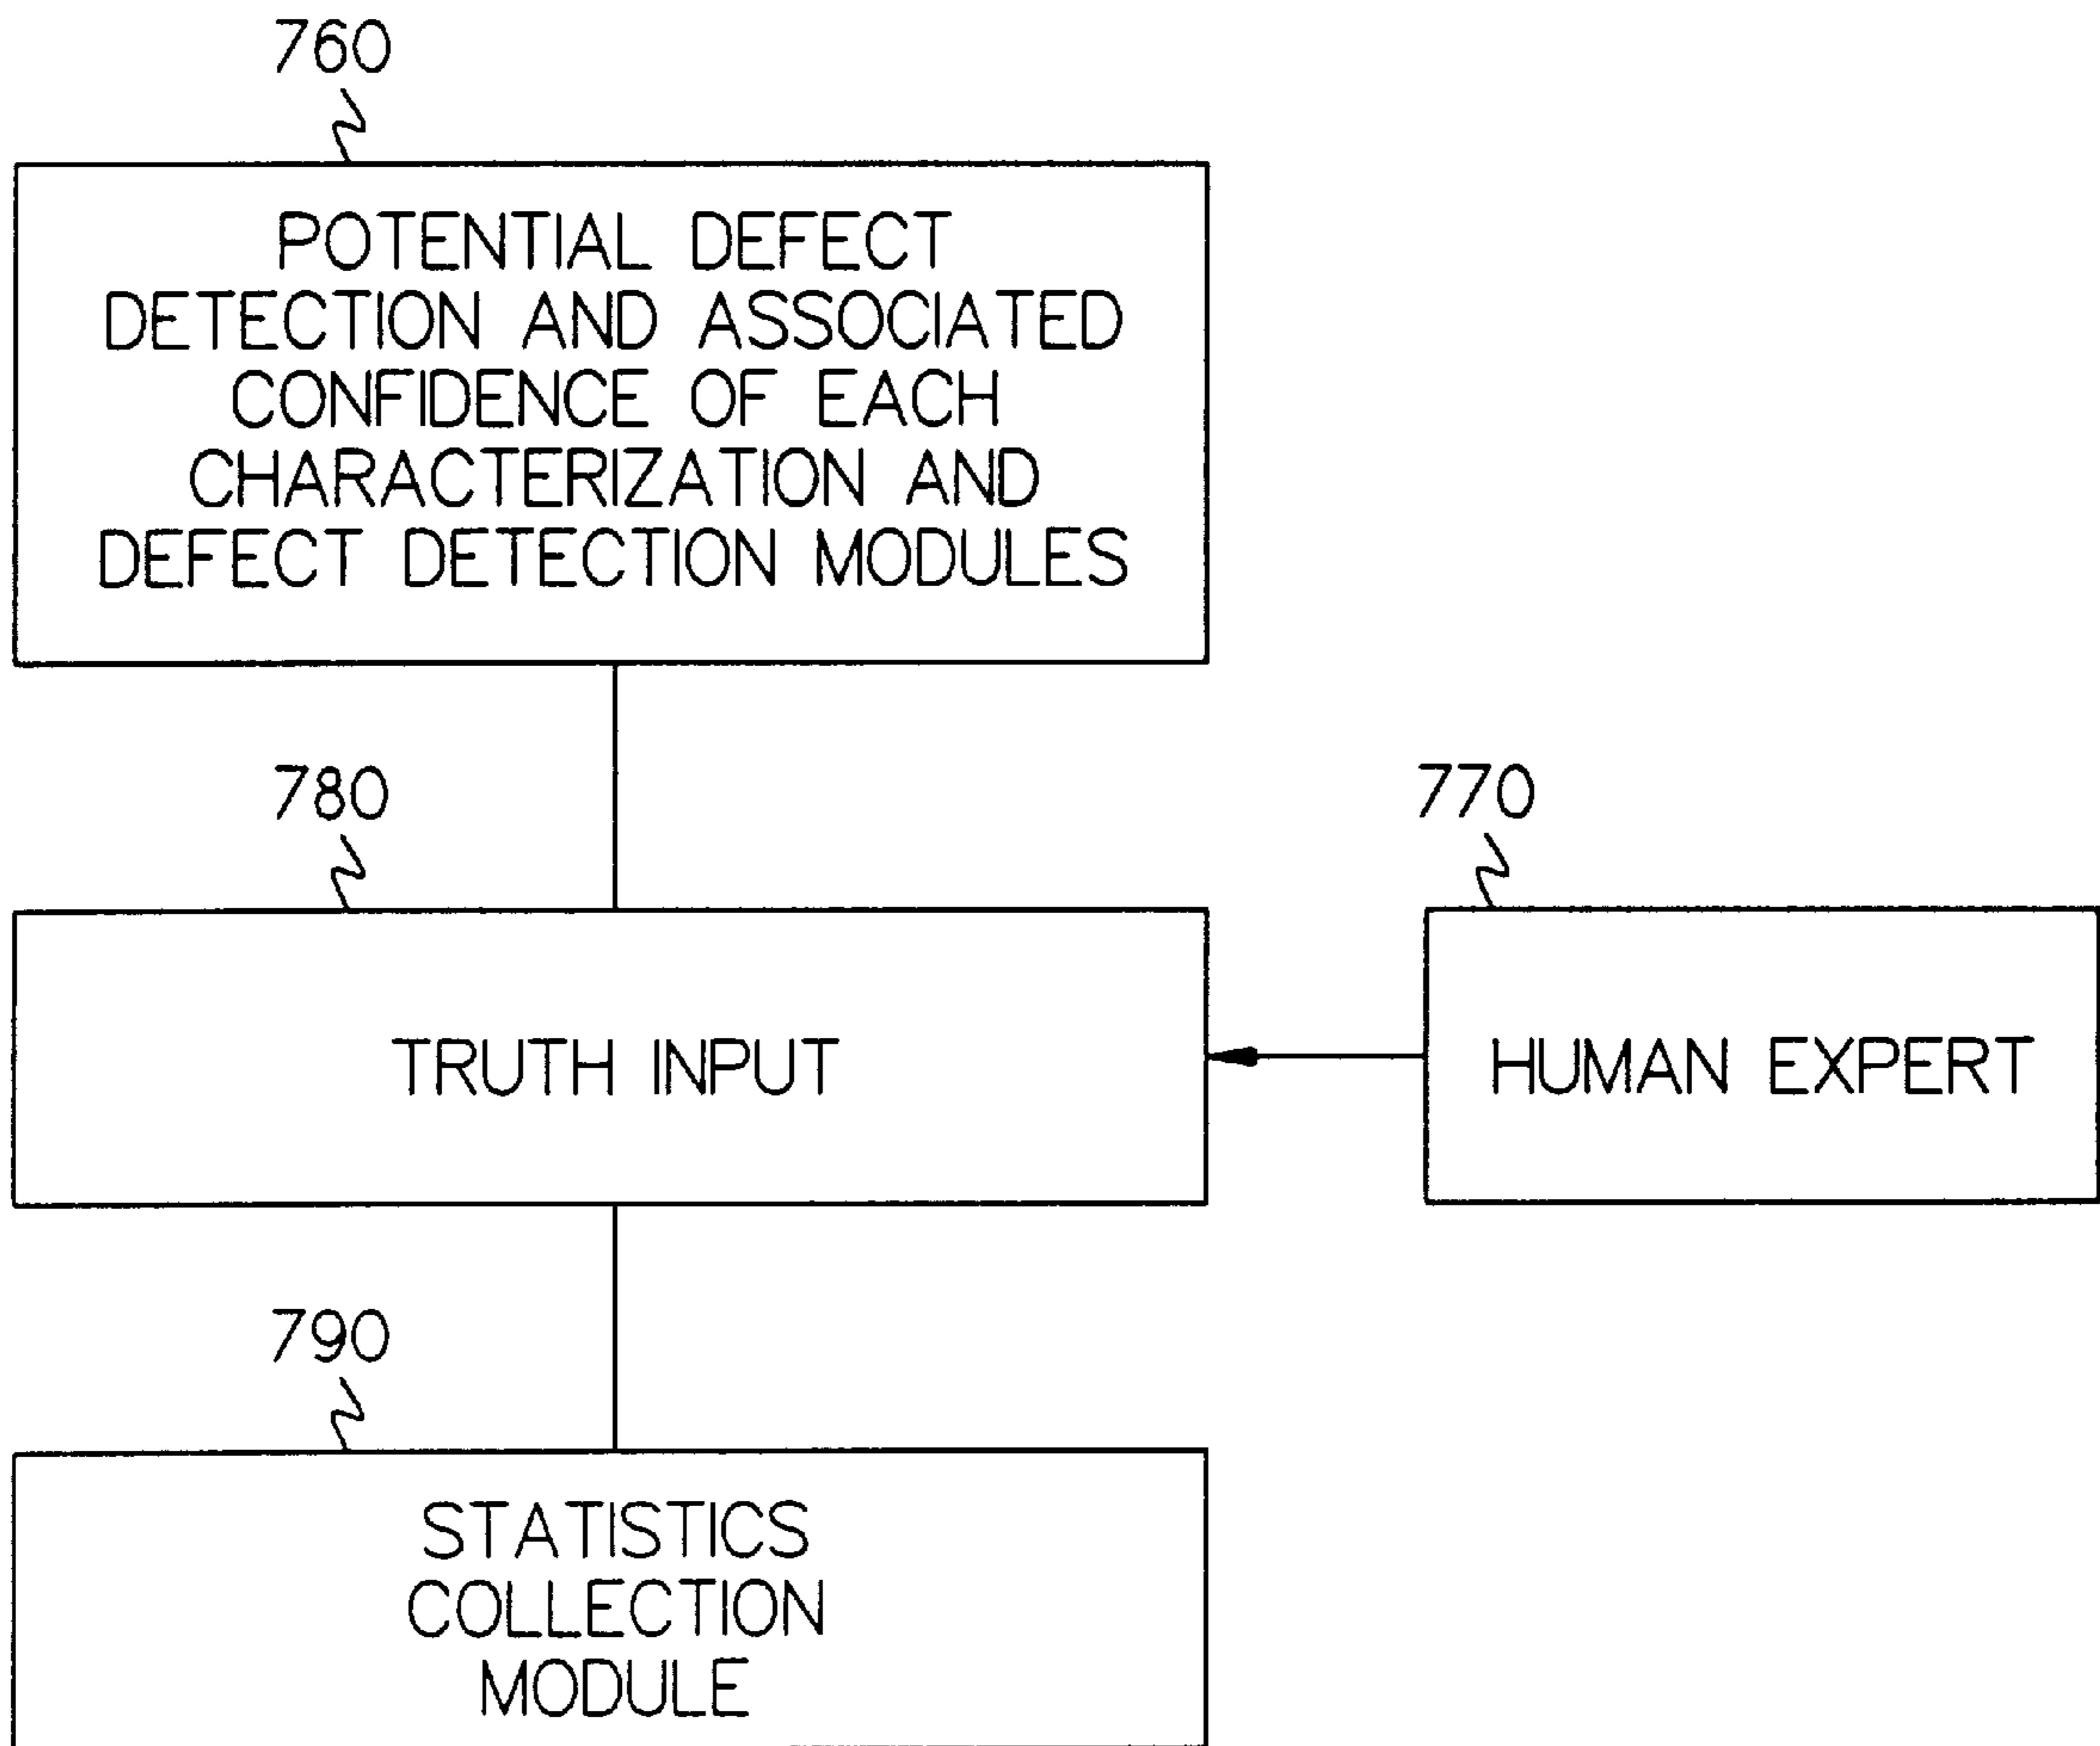 760
POTENTIAL DEFECT
DETECTION AND ASSOCIATED
CONFIDENCE OF EACH
CHARACTERIZATION AND
DEFECT DETECTION MODULES
780
770
TRUTH INPUT
HUMAN EXPERT
790
STATISTICS
COLLECTION
MODULE